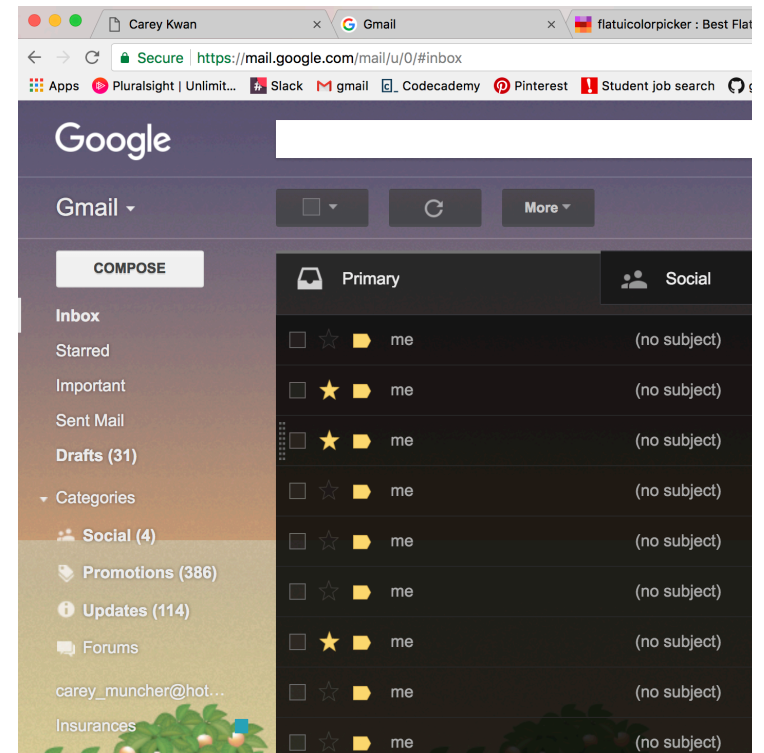 Carey Kwan × Gmail × flatuicolorpicker : Best Flat
Secure https://mail.google.com/mail/u/0/#inbox
Apps Pluralsight | Unlimit... Slack gmail Codecademy Pinterest Student job search
Google
Gmail More
COMPOSE Primary Social
Inbox
me (no subject)
Starred
Important me (no subject)
Sent Mail
me (no subject)
Drafts (31)
Categories me (no subject)
Social (4) me (no subject)
Promotions (386)
me (no subject)
Updates (114)
Forums me (no subject)
carey_muncher@hot... me (no subject)
Insurances
me (no subject)